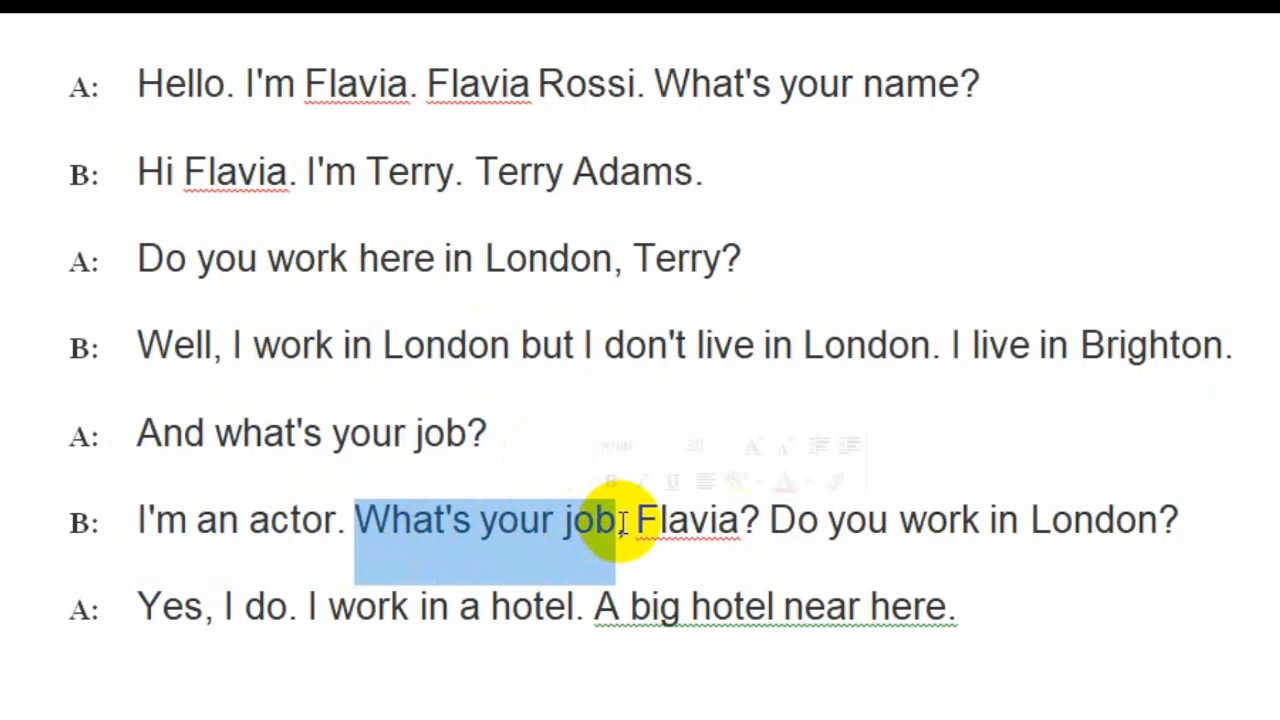 A: Hello. I'm Flavia. Flavia Rossi. What's your name?
B: Hi Flavia. I'm Terry. Terry Adams.
A: Do you work here in London, Terry?
B: Well, I work in London but I don't live in London. I live in Brighton.
A: And what's your job?
Arial 30
B: I'm an actor. What's your job, Flavia? Do you work in London?
A: Yes, I do. I work in a hotel. A big hotel near here.